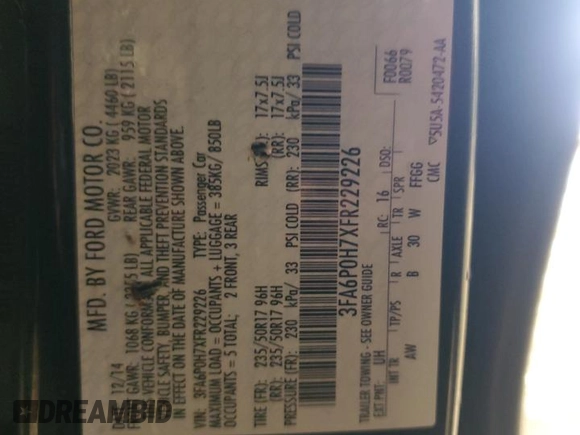 MFD. BY FORD MOTOR CO.
12/14 GVWR: 2023 KG ( 4460 LB)
GAWR: 1068 KG ( LB) REAR GAWR: 959 KG ( 2115 LB)
VEHICLE CONFORMS ALL APPLICABLE FEDERAL MOTOR
SAFETY, BUMPER, AND THEFT PREVENTION STANDARDS
IN EFFECT ON THE DATE OF MANUFACTURE SHOWN ABOVE.
VIN: 3FA6P0H7XFR229226 TYPE: Passenger Car
MAXIMUM LOAD = OCCUPANTS + LUGGAGE = 385KG/ 850LB
OCCUPANTS = 5 TOTAL; 2 FRONT, 3 REAR
TIRE (FR): 235/50R17 96H RIMS : 17x7.5J
(RR): 235/50R17 96H (RR): 17x7.5J
PRESSURE (FR): 230 kPa/ 33 PSI COLD (RR): 230 kPa/ 33 PSI COLD
3FA6P0H7XFR229226
TRAILER TOWING - SEE OWNER GUIDE
F0066
R0079
EXT PNT: UH RC: 16 DSO:
INT TR TP/PS R AXLE TR SPR
AW B 30 W FFGG
CMC
▽5U5A-5420472-AA
DREAMBID